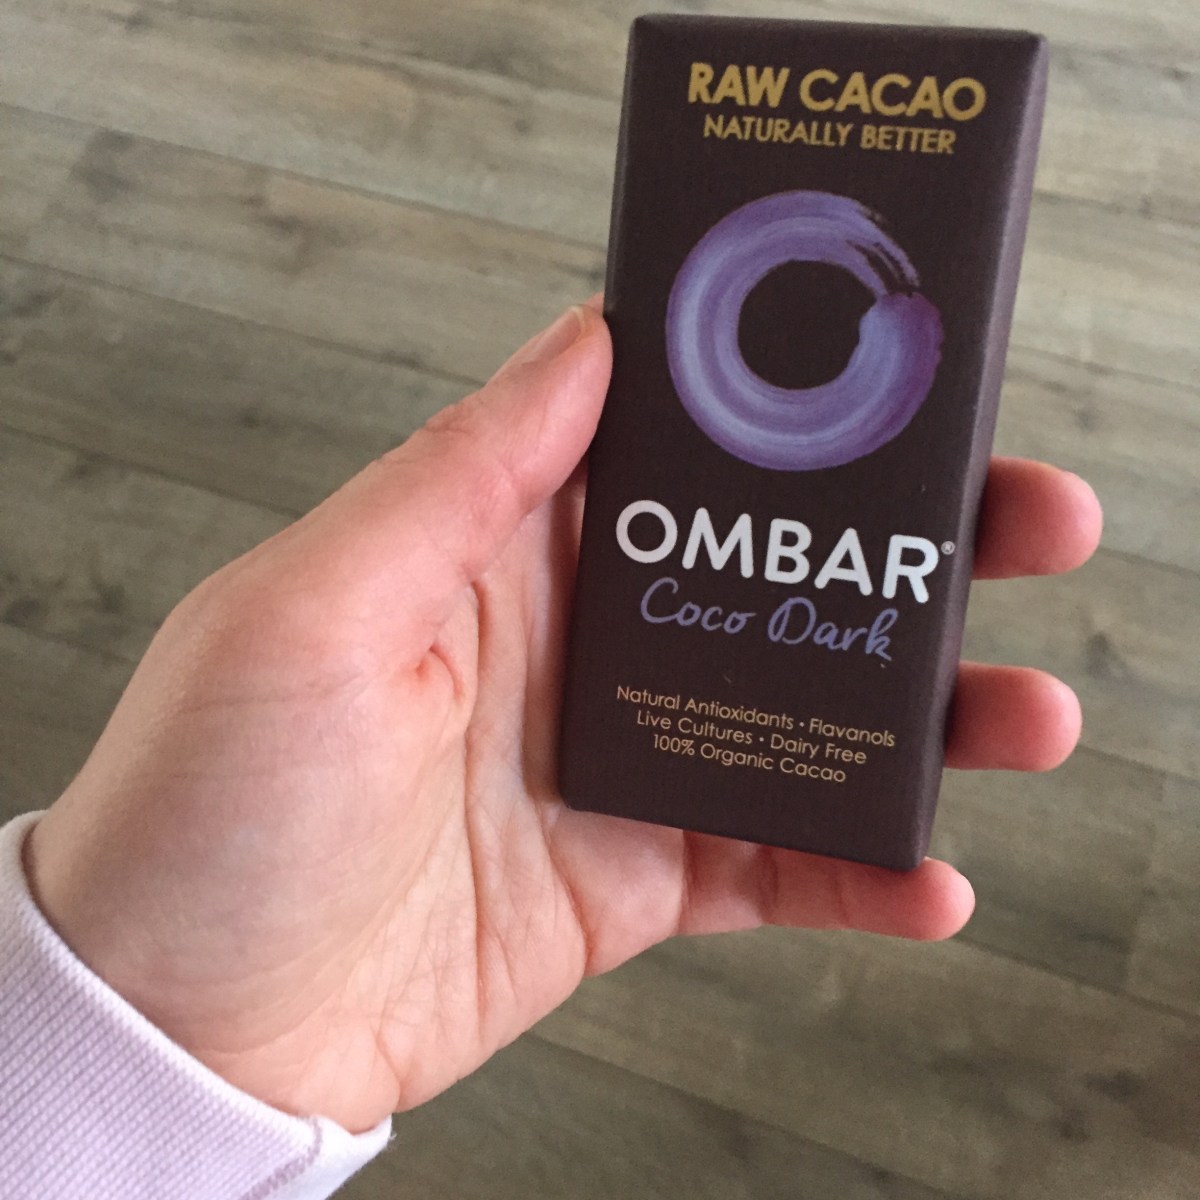 RAW CACAO
NATURALLY BETTER
OMBAR®
Coco Dark
Natural Antioxidants • Flavanols
Live Cultures • Dairy Free
100% Organic Cacao